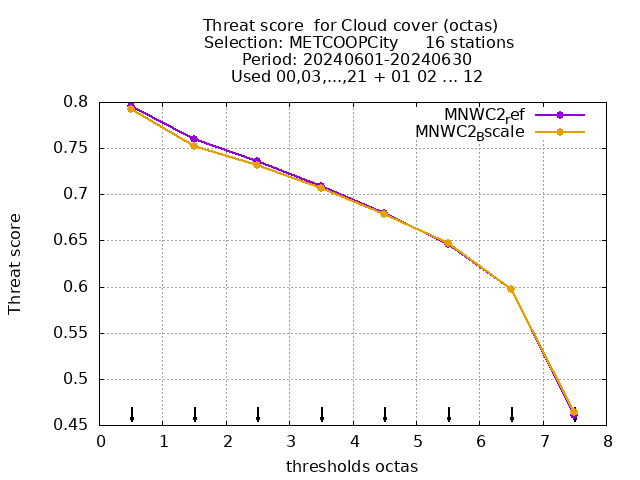 Threat score  for Cloud cover (octas)
Selection: METCOOPCity     16 stations
Period: 20240601-20240630
Used 00,03,...,21 + 01 02 ... 12
MNWC2ref
MNWC2Bscale
0.8
0.75
0.7
0.65
0.6
0.55
0.5
0.45
Threat score
0 1 2 3 4 5 6 7 8
thresholds octas